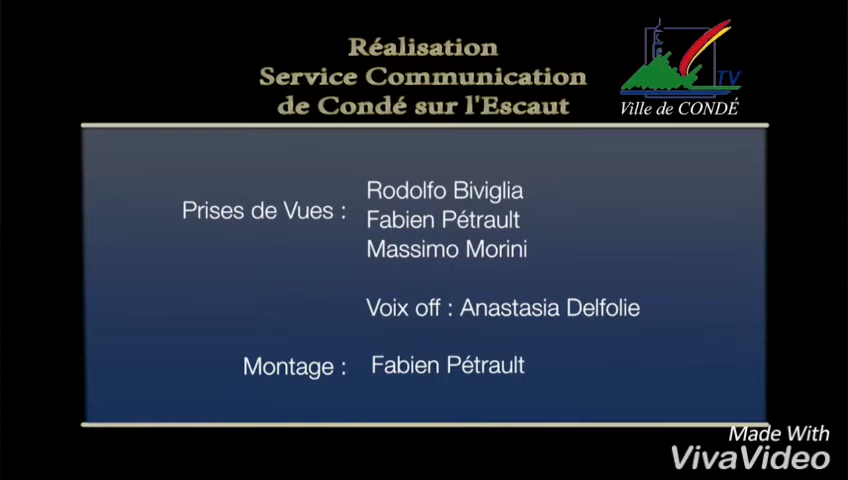 Réalisation
Service Communication
de Condé sur l'Escaut
TV
Ville de CONDÉ
Prises de Vues :
Rodolfo Biviglia
Fabien Pétrault
Massimo Morini
Voix off : Anastasia Delfolie
Montage : Fabien Pétrault
Made With
VivaVideo